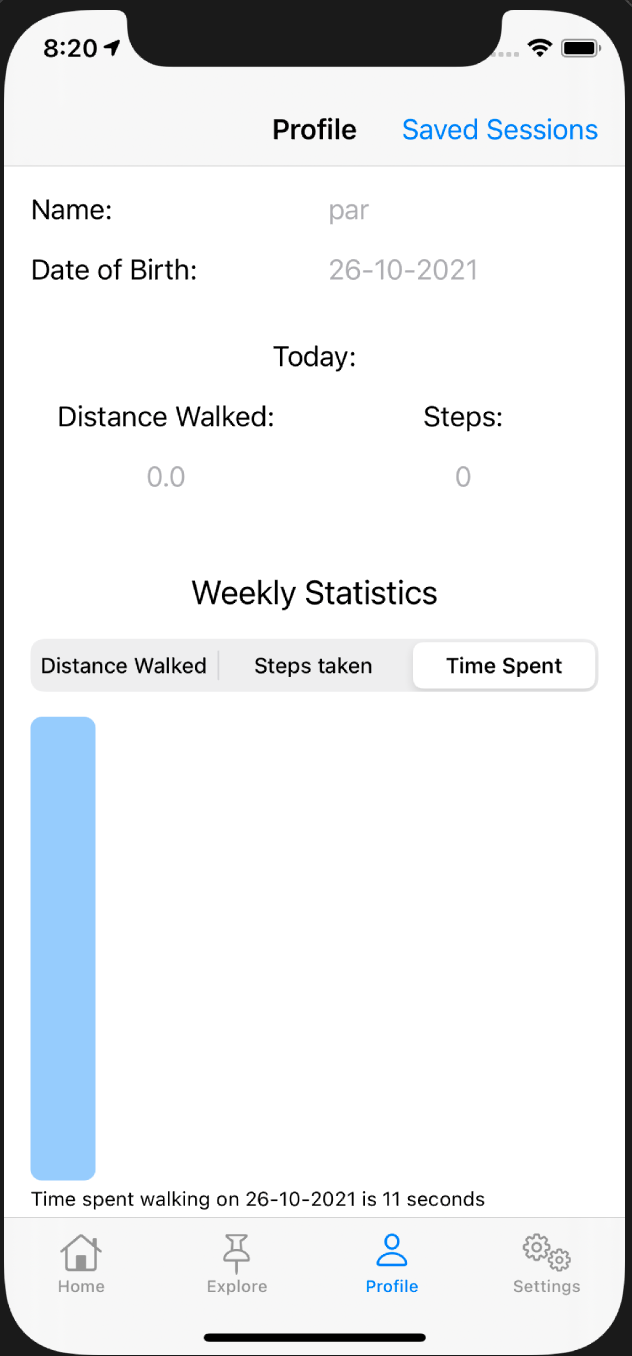 8:20
Profile Saved Sessions
Name: par
Date of Birth: 26-10-2021
Today:
Distance Walked: Steps:
0.0 0
Weekly Statistics
Distance Walked Steps taken Time Spent
Time spent walking on 26-10-2021 is 11 seconds
Home Explore Profile Settings